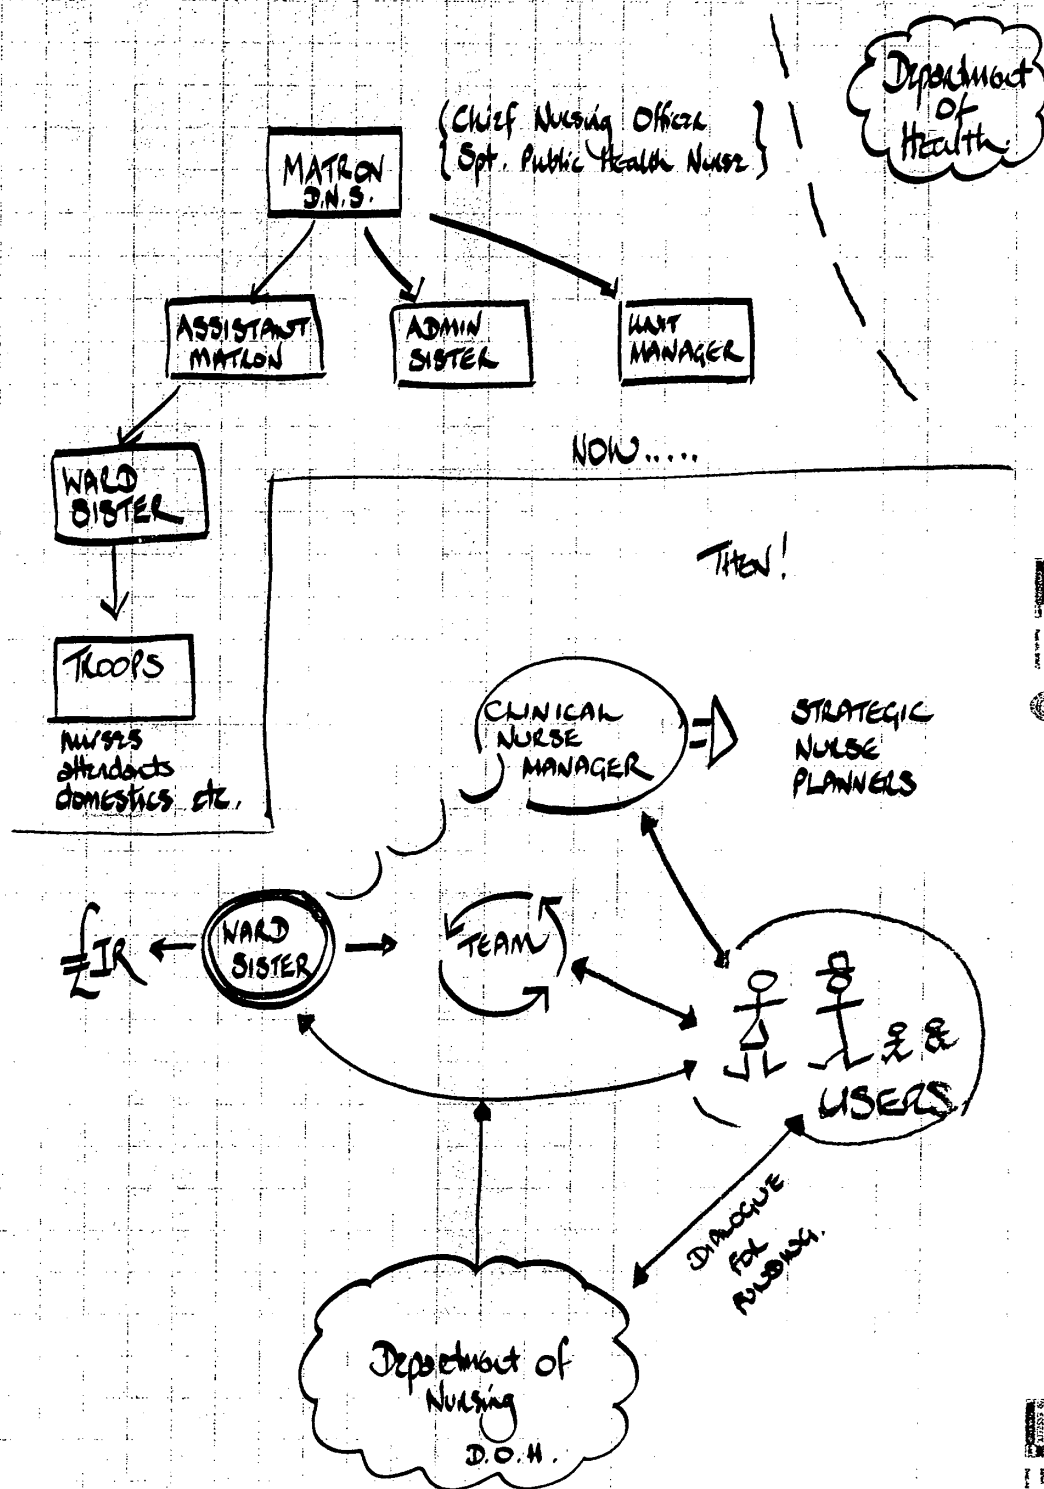 Department
Of
Health.
Chief Nursing Officer
Spt. Public Health Nurse
MATRON
D.N.S.
ASSISTANT
MATRON
ADMIN
SISTER
UNIT
MANAGER
NOW.....
WARD
SISTER
THEN!
TROOPS
nurses
attendants
domestics etc.
CLINICAL
NURSE
MANAGER
STRATEGIC
NURSE
PLANNERS
£IR
WARD
SISTER
TEAM
USERS.
DIALOGUE
FOR
FUNDING.
Department of
Nursing
D.O.H.